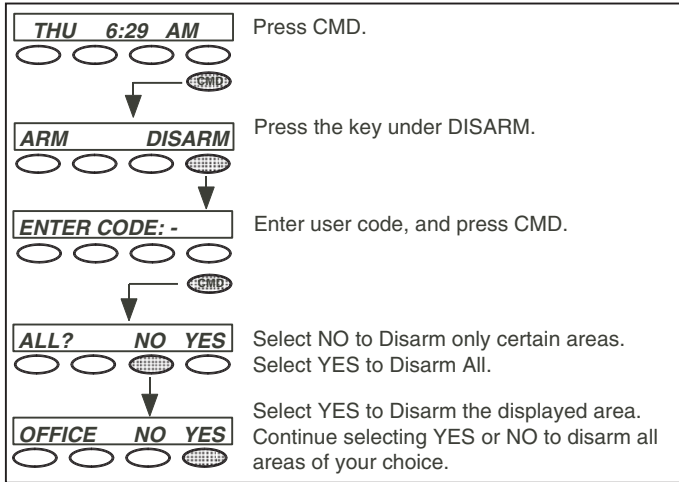 THU 6:29 AM
Press CMD.
CMD
ARM DISARM
Press the key under DISARM.
ENTER CODE: -
Enter user code, and press CMD.
CMD
ALL? NO YES
Select NO to Disarm only certain areas.
Select YES to Disarm All.
OFFICE NO YES
Select YES to Disarm the displayed area.
Continue selecting YES or NO to disarm all
areas of your choice.